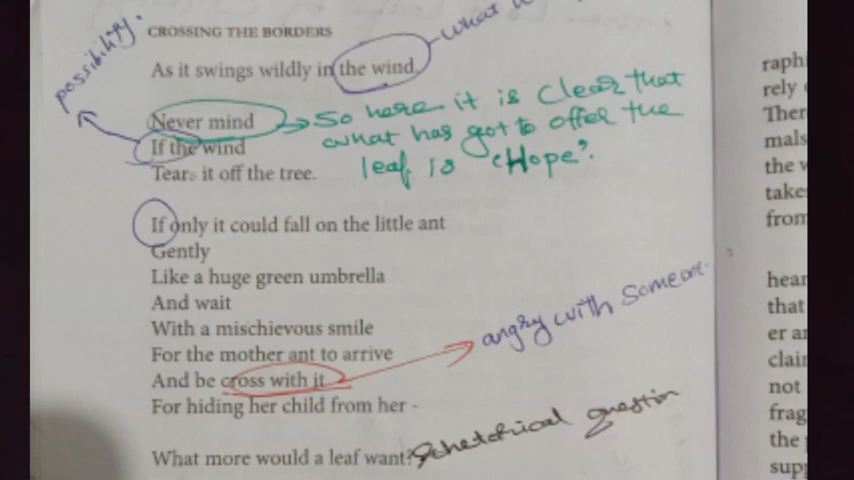 CROSSING THE BORDERS
what
possibility.
As it swings wildly in the wind
Never mind
If the wind
Tears it off the tree.
So here it is clear that
what has got to offer the
leaf is "Hope".
If only it could fall on the little ant
Gently
Like a huge green umbrella
And wait
With a mischievous smile
For the mother ant to arrive
And be cross with it
For hiding her child from her -
angry with someone.
What more would a leaf want?
Rhetorical question
raph
rely
Ther
mals
the
take
from
hear
that
er a
clai
not
frag
the
supp